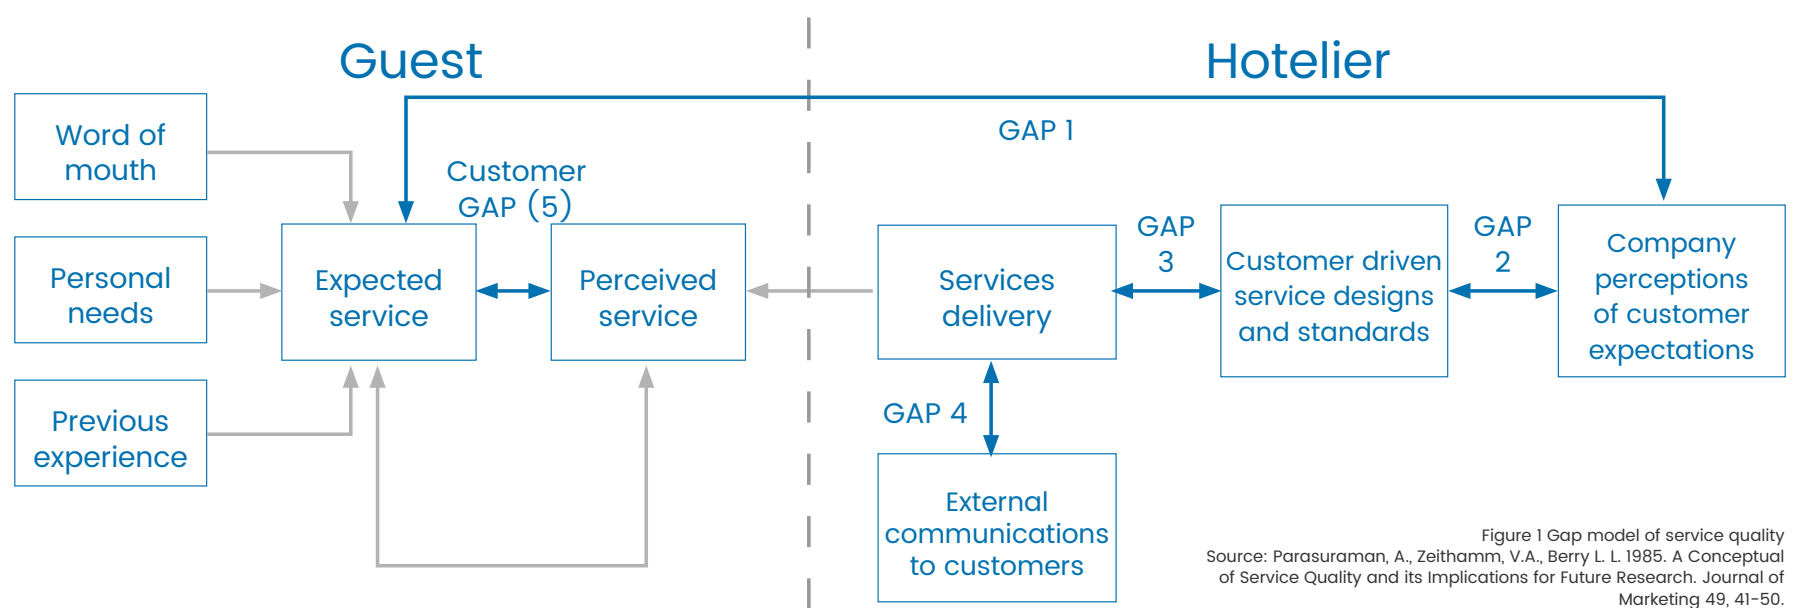 Guest
Hotelier
Word of
mouth
Personal
needs
Previous
experience
Customer
GAP (5)
Expected
service
Perceived
service
GAP 1
Services
delivery
GAP
3
Customer driven
service designs
and standards
GAP
2
Company
perceptions
of customer
expectations
GAP 4
External
communications
to customers
Figure 1 Gap model of service quality
Source: Parasuraman, A., Zeithamm, V.A., Berry L. L. 1985. A Conceptual
of Service Quality and its Implications for Future Research. Journal of
Marketing 49, 41-50.